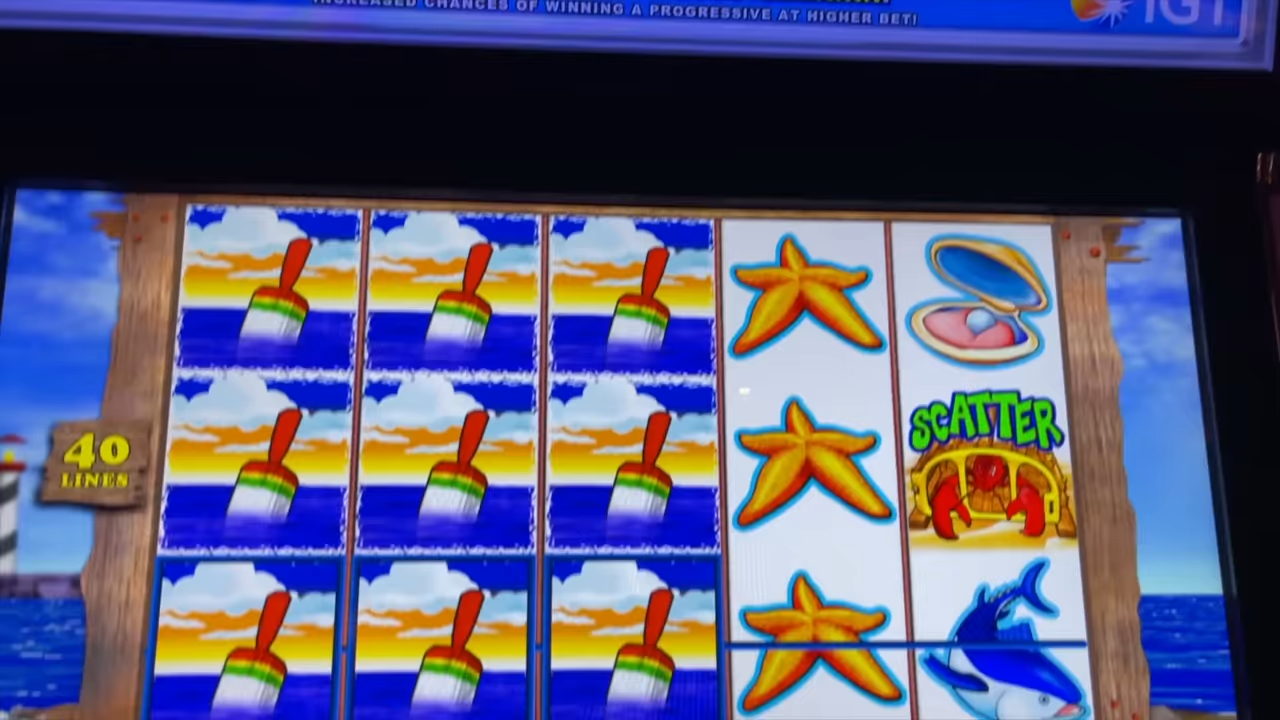 INCREASED CHANCES OF WINNING A PROGRESSIVE AT HIGHER BET!
IGT
40
LINES
SCATTER